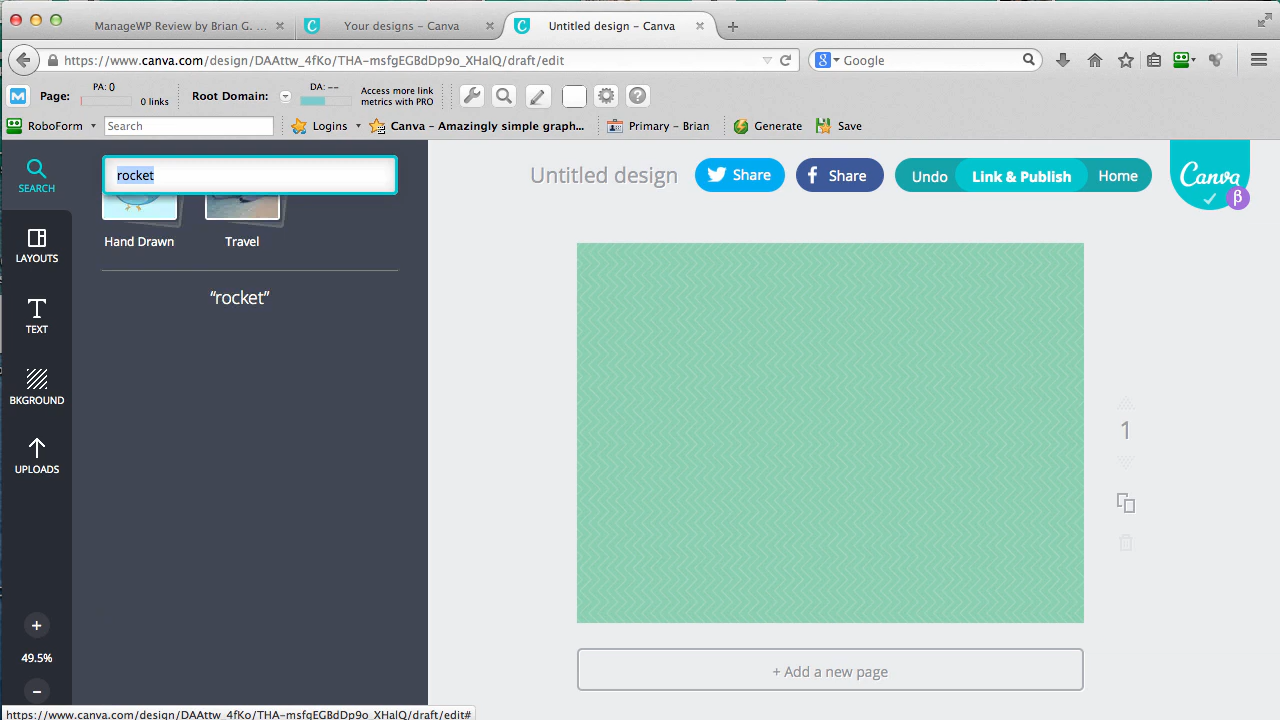 ManageWP Review by Brian G. ...
Your designs – Canva
Untitled design – Canva
https://www.canva.com/design/DAAttw_4fKo/THA-msfgEGBdDp9o_XHalQ/draft/edit
Google
Page:
PA: 0
0 links
Root Domain:
DA: --
Access more link
metrics with PRO
RoboForm
Search
Logins
Canva – Amazingly simple graph...
Primary – Brian
Generate
Save
SEARCH
LAYOUTS
TEXT
BKGROUND
UPLOADS
49.5%
rocket
Hand Drawn
Travel
“rocket”
Untitled design
Share
Share
Undo
Link & Publish
Home
Canva
β
1
+ Add a new page
https://www.canva.com/design/DAAttw_4fKo/THA-msfgEGBdDp9o_XHalQ/draft/edit#